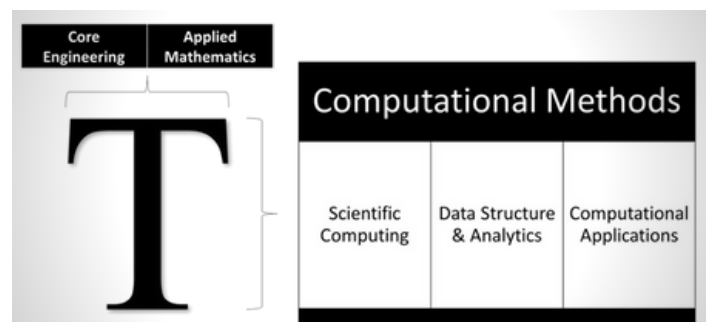 Core
Engineering
Applied
Mathematics
T
Computational Methods
Scientific
Computing
Data Structure
& Analytics
Computational
Applications